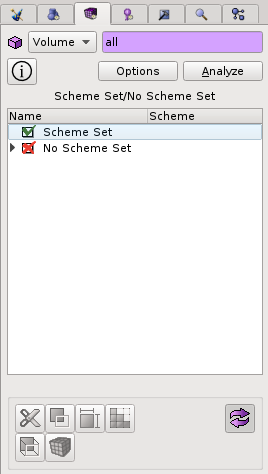 Volume all
Options Analyze
Scheme Set/No Scheme Set
Name Scheme
Scheme Set
No Scheme Set